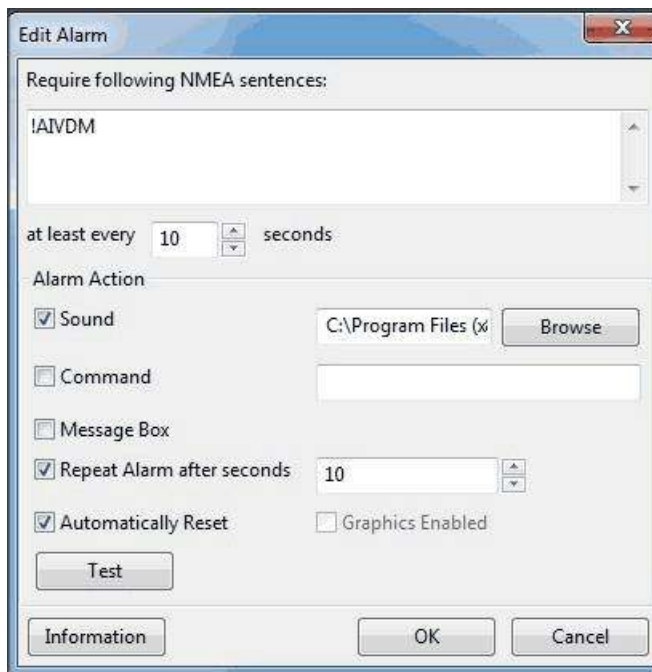 Edit Alarm
Require following NMEA sentences:
!AIVDM
at least every 10 seconds
Alarm Action
Sound C:\Program Files (x Browse
Command
Message Box
Repeat Alarm after seconds 10
Automatically Reset Graphics Enabled
Test
Information OK Cancel